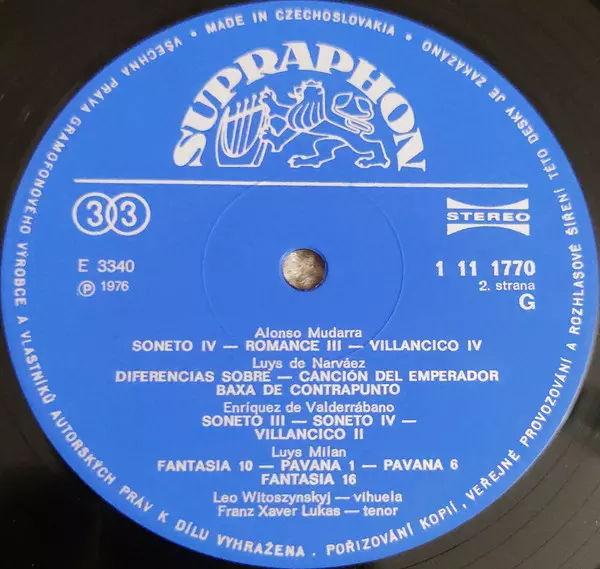 MADE IN CZECHOSLOVAKIA • VŠECHNA PRÁVA GRAMOFONOVÉHO VÝROBCE A VLASTNÍKŮ AUTORSKÝCH PRÁV K DÍLU VYHRAŽENA. POŘIZOVÁNÍ KOPIÍ, VEŘEJNÉ PROVOZOVÁNÍ A ROZHLASOVÉ ŠÍŘENÍ TÉTO DESKY JE ZAKÁZÁNO •
SUPRAPHON
33
STEREO
E 3340
℗ 1976
1 11 1770
2. strana
G
Alonso Mudarra
SONETO IV — ROMANCE III — VILLANCICO IV
Luys de Narváez
DIFERENCIAS SOBRE — CANCIÓN DEL EMPERADOR
BAXA DE CONTRAPUNTO
Enríquez de Valderrábano
SONETO III — SONETO IV —
VILLANCICO II
Luys Milan
FANTASIA 10 — PAVANA 1 — PAVANA 6
FANTASIA 16
Leo Witoszynskyj — vihuela
Franz Xaver Lukas — tenor